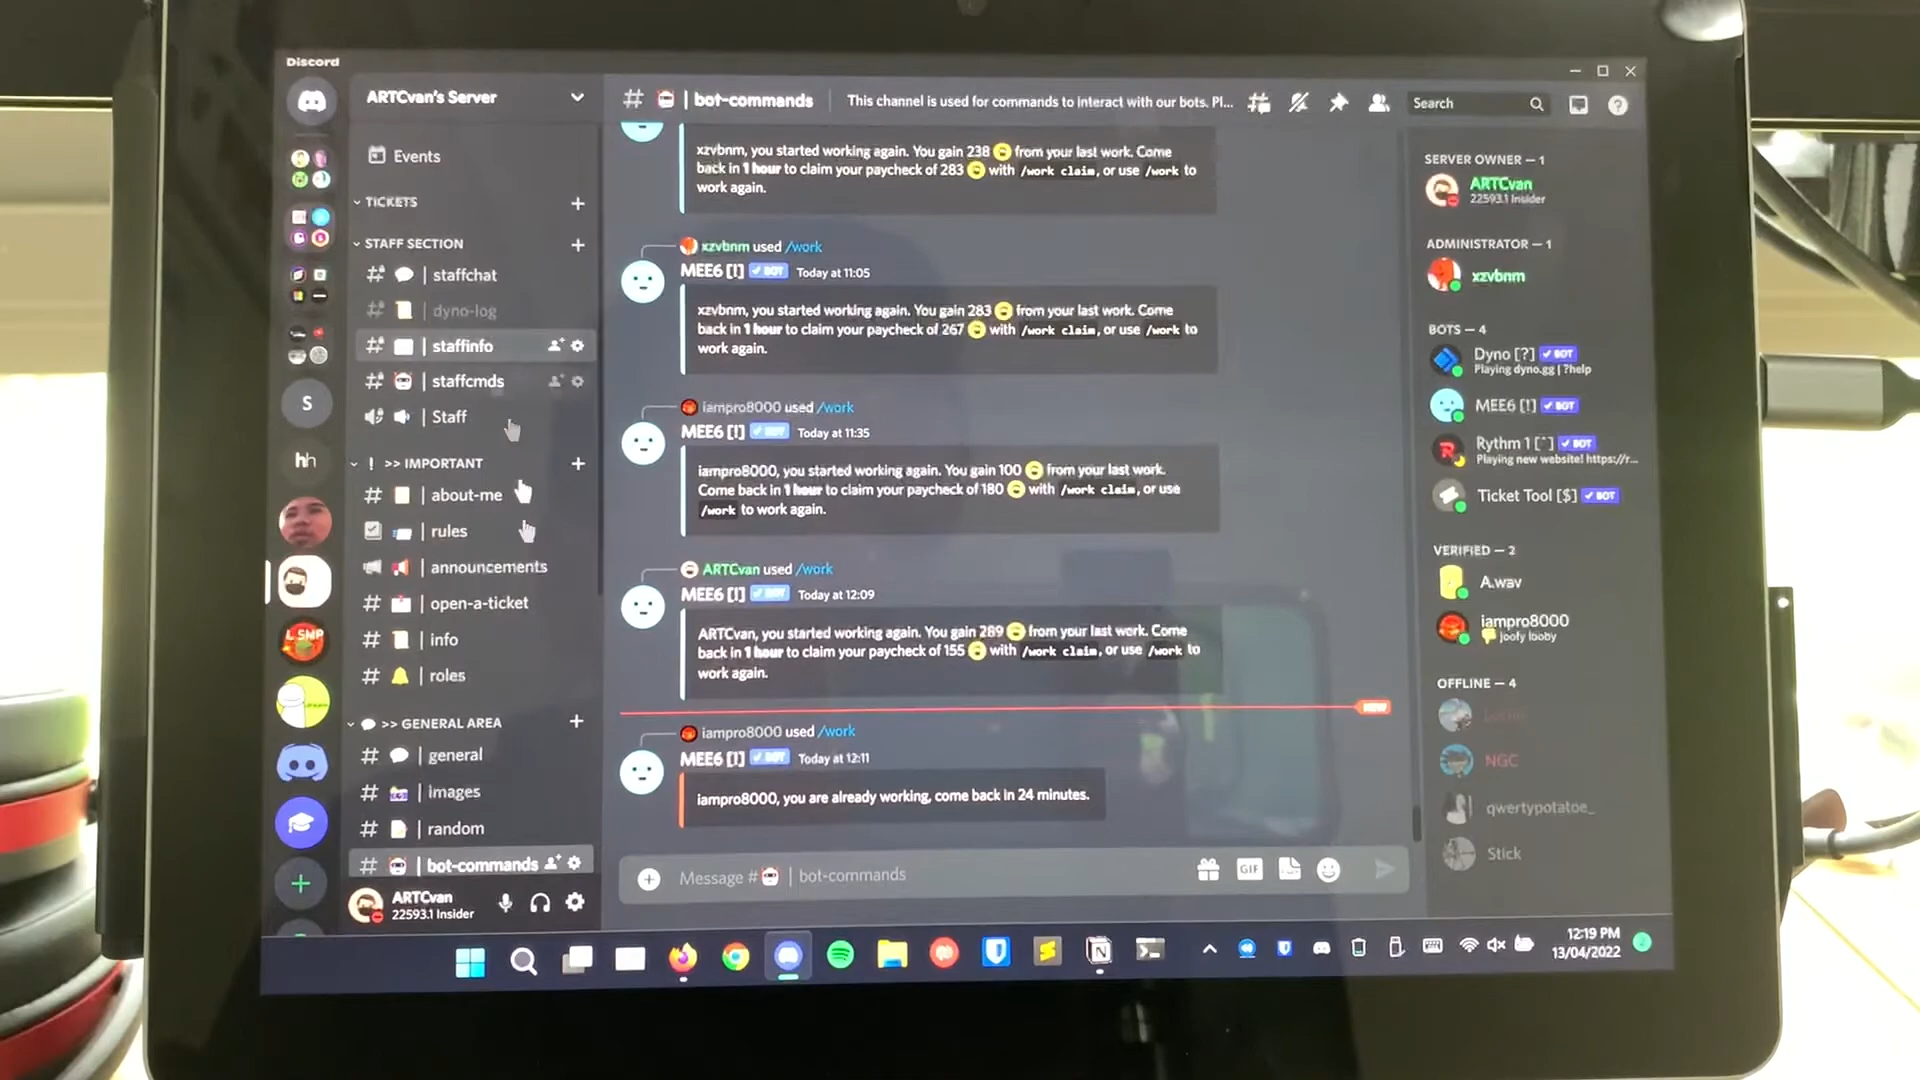 Discord
ARTCvan's Server
Events
TICKETS
STAFF SECTION
| staffchat
| dyno-log
| staffinfo
| staffcmds
| Staff
! >> IMPORTANT
| about-me
| rules
| announcements
| open-a-ticket
| info
| roles
>> GENERAL AREA
| general
| images
| random
| bot-commands
ARTCvan
22593.1 Insider
S
hh
L SMP
# | bot-commands
This channel is used for commands to interact with our bots. Pl...
Search
xzvbnm, you started working again. You gain 238 from your last work. Come
back in 1 hour to claim your paycheck of 283 with /work claim, or use /work to
work again.
xzvbnm used /work
MEE6 [!] ✓ BOT Today at 11:05
xzvbnm, you started working again. You gain 283 from your last work. Come
back in 1 hour to claim your paycheck of 267 with /work claim, or use /work to
work again.
iampro8000 used /work
MEE6 [!] ✓ BOT Today at 11:35
iampro8000, you started working again. You gain 100 from your last work.
Come back in 1 hour to claim your paycheck of 180 with /work claim, or use
/work to work again.
ARTCvan used /work
MEE6 [!] ✓ BOT Today at 12:09
ARTCvan, you started working again. You gain 289 from your last work. Come
back in 1 hour to claim your paycheck of 155 with /work claim, or use /work to
work again.
NEW
iampro8000 used /work
MEE6 [!] ✓ BOT Today at 12:11
iampro8000, you are already working, come back in 24 minutes.
Message # | bot-commands
GIF
SERVER OWNER — 1
ARTCvan
22593.1 Insider
ADMINISTRATOR — 1
xzvbnm
BOTS — 4
Dyno [?] ✓ BOT
Playing dyno.gg | ?help
MEE6 [!] ✓ BOT
Rythm 1 [^] ✓ BOT
Playing new website! https://r...
Ticket Tool [$] ✓ BOT
VERIFIED — 2
A.wav
iampro8000
joofy looby
OFFLINE — 4
NGC
qwertypotatoe_
Stick
12:19 PM
13/04/2022
2